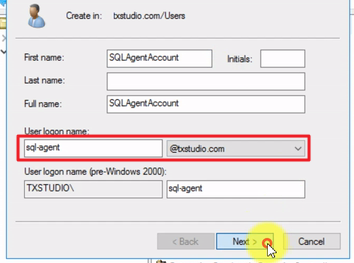 Create in: txstudio.com/Users
First name: SQLAgentAccount Initials:
Last name:
Full name: SQLAgentAccount
User logon name:
sql-agent @txstudio.com
User logon name (pre-Windows 2000):
TXSTUDIO\ sql-agent
< Back Next > Cancel